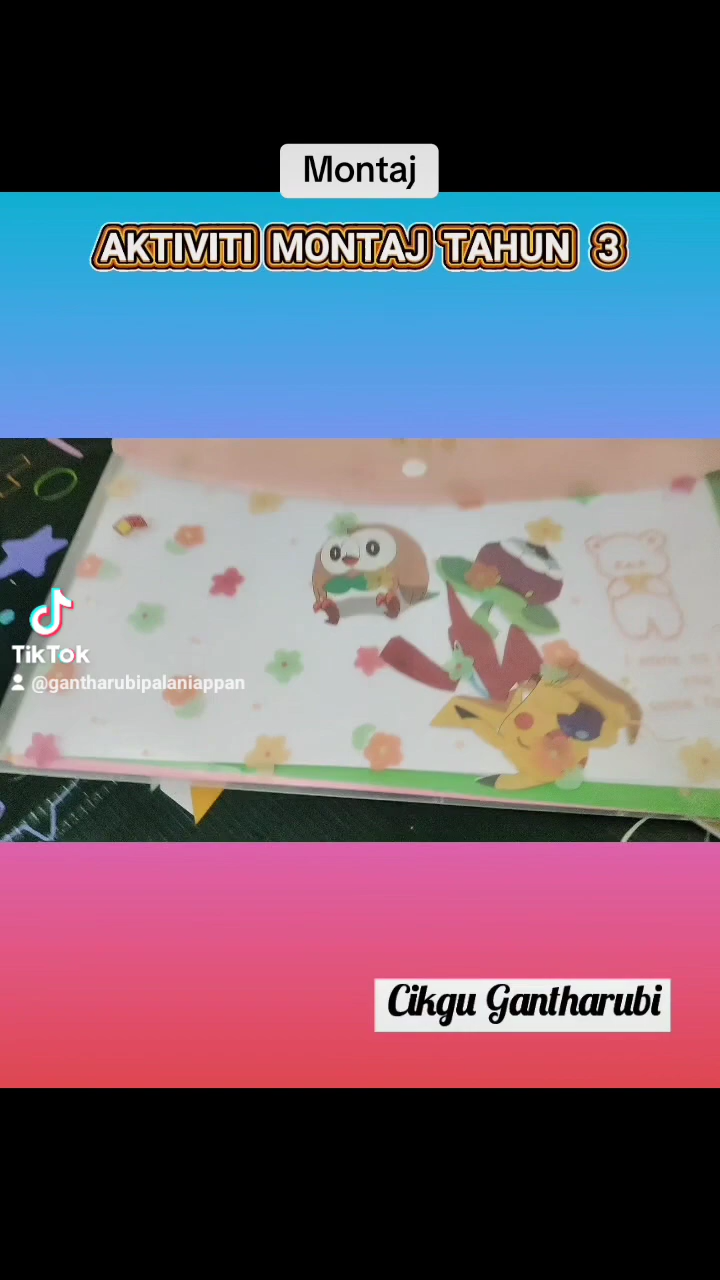 Montaj
AKTIVITI MONTAJ TAHUN 3
TikTok
@gantharubipalaniappan
Cikgu Gantharubi